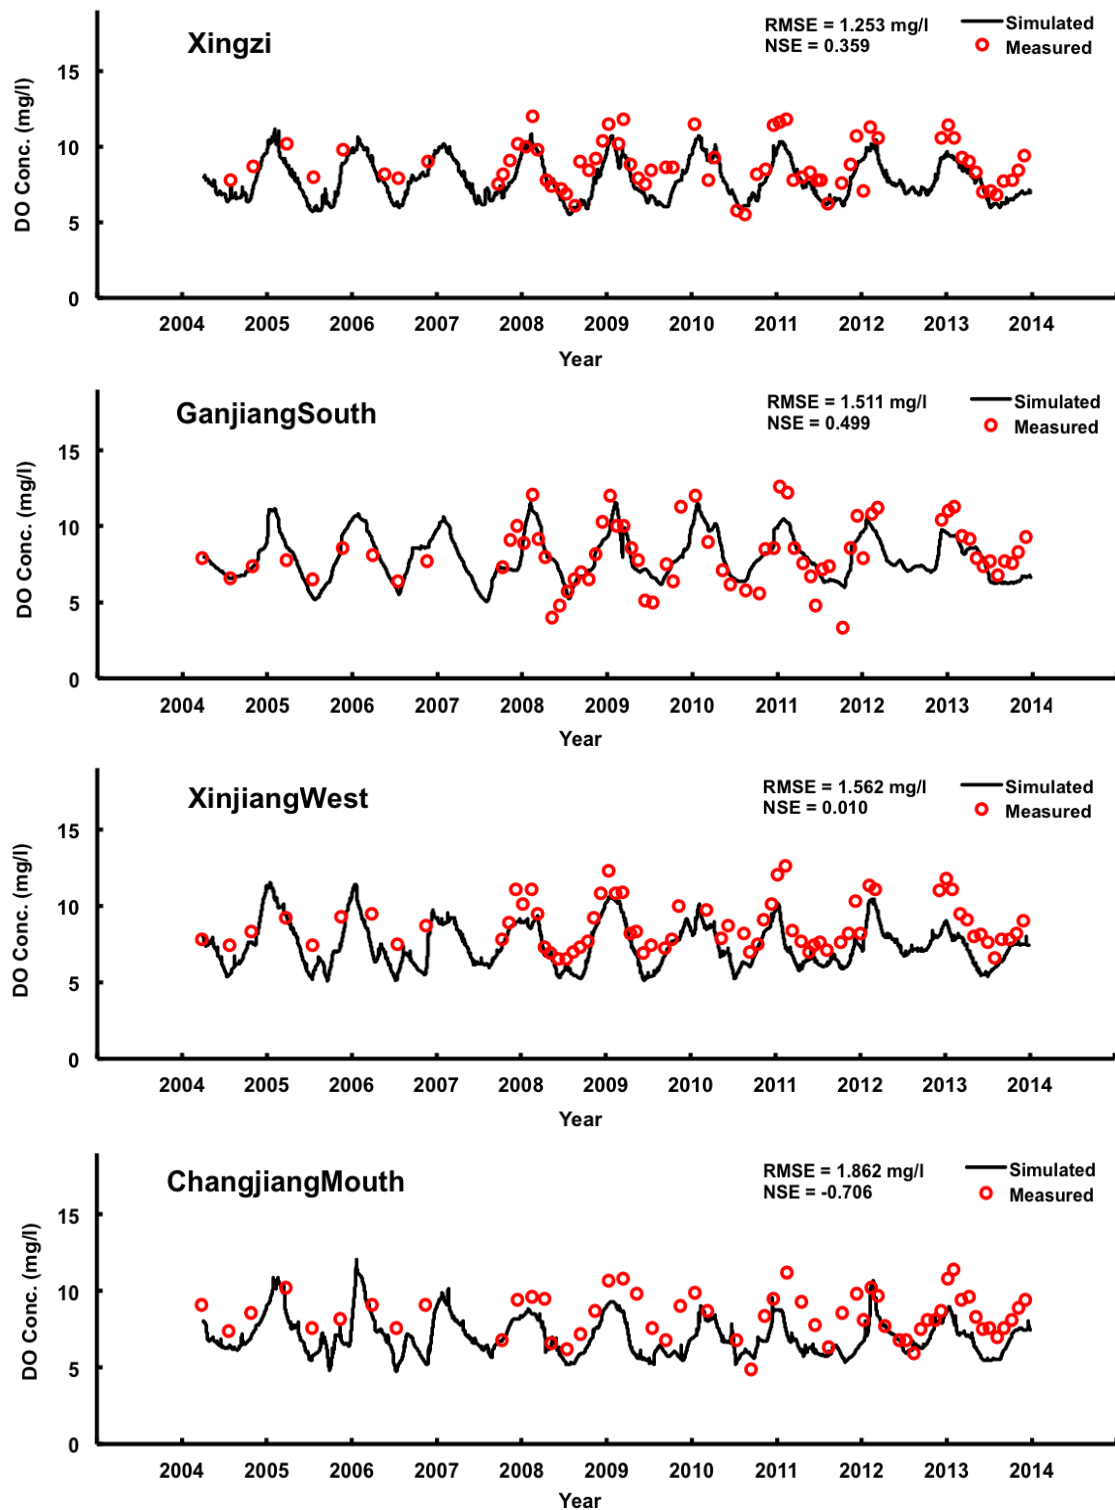 Xingzi
RMSE = 1.253 mg/l
NSE = 0.359
Simulated
Measured
DO Conc. (mg/l)
15
10
5
0
2004 2005 2006 2007 2008 2009 2010 2011 2012 2013 2014
Year
GanjiangSouth
RMSE = 1.511 mg/l
NSE = 0.499
Simulated
Measured
DO Conc. (mg/l)
15
10
5
0
2004 2005 2006 2007 2008 2009 2010 2011 2012 2013 2014
Year
XinjiangWest
RMSE = 1.562 mg/l
NSE = 0.010
Simulated
Measured
DO Conc. (mg/l)
15
10
5
0
2004 2005 2006 2007 2008 2009 2010 2011 2012 2013 2014
Year
ChangjiangMouth
RMSE = 1.862 mg/l
NSE = -0.706
Simulated
Measured
DO Conc. (mg/l)
15
10
5
0
2004 2005 2006 2007 2008 2009 2010 2011 2012 2013 2014
Year